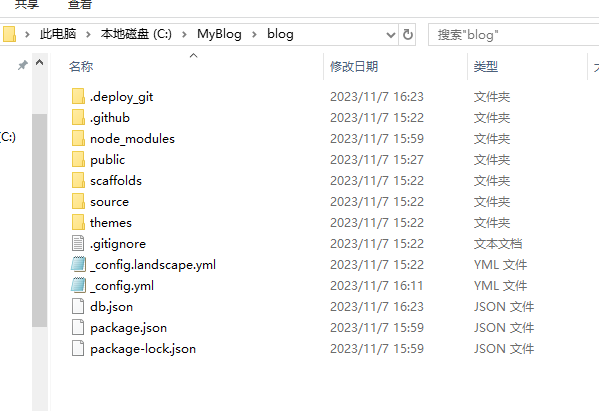 共享 查看
此电脑 本地磁盘 (C:) MyBlog blog 搜索"blog"
名称 修改日期 类型
.deploy_git 2023/11/7 16:23 文件夹
.github 2023/11/7 15:22 文件夹
(C:) node_modules 2023/11/7 15:59 文件夹
public 2023/11/7 15:27 文件夹
scaffolds 2023/11/7 15:22 文件夹
source 2023/11/7 15:22 文件夹
themes 2023/11/7 15:22 文件夹
.gitignore 2023/11/7 15:22 文本文档
_config.landscape.yml 2023/11/7 15:22 YML 文件
_config.yml 2023/11/7 16:11 YML 文件
db.json 2023/11/7 16:23 JSON 文件
package.json 2023/11/7 15:59 JSON 文件
package-lock.json 2023/11/7 15:59 JSON 文件